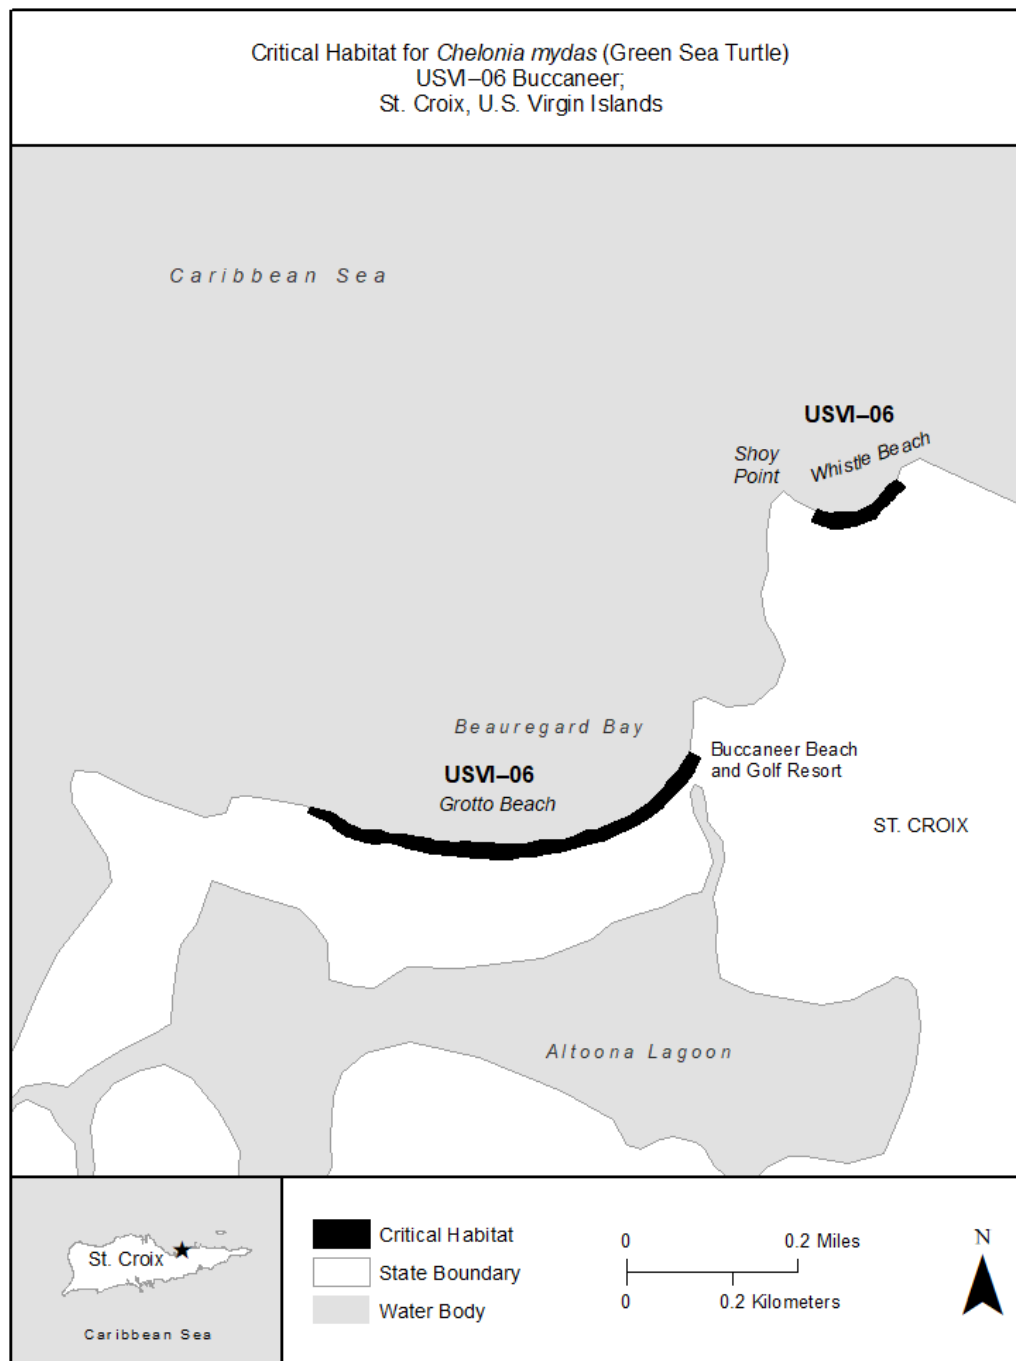 Critical Habitat for Chelonia mydas (Green Sea Turtle)
USVI–06 Buccaneer;
St. Croix, U.S. Virgin Islands
Caribbean Sea
USVI–06
Shoy
Point
Whistle Beach
Beauregard Bay
USVI–06
Grotto Beach
Buccaneer Beach
and Golf Resort
ST. CROIX
Altoona Lagoon
St. Croix
Caribbean Sea
Critical Habitat
State Boundary
Water Body
0 0.2 Miles
0 0.2 Kilometers
N